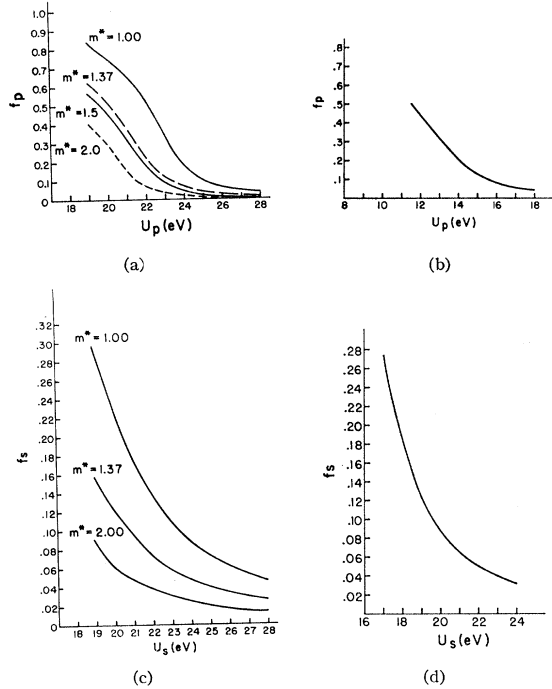 fp
1.0
0.9
0.8
0.7
0.6
0.5
0.4
0.3
0.2
0.1
0
m* = 1.00
m* = 1.37
m* = 1.5
m* = 2.0
18 20 22 24 26 28
Up (eV)
(a)
fp
.8
.7
.6
.5
.4
.3
.2
.1
8 10 12 14 16 18
Up (eV)
(b)
fs
0.32
.30
.28
.26
.24
.22
.20
.18
.16
.14
.12
.10
.08
.06
.04
.02
0
m* = 1.00
m* = 1.37
m* = 2.00
18 19 20 21 22 23 24 25 26 27 28
Us (eV)
(c)
fs
.28
.26
.24
.22
.20
.18
.16
.14
.12
.10
.08
.06
.04
.02
16 18 20 22 24
Us (eV)
(d)